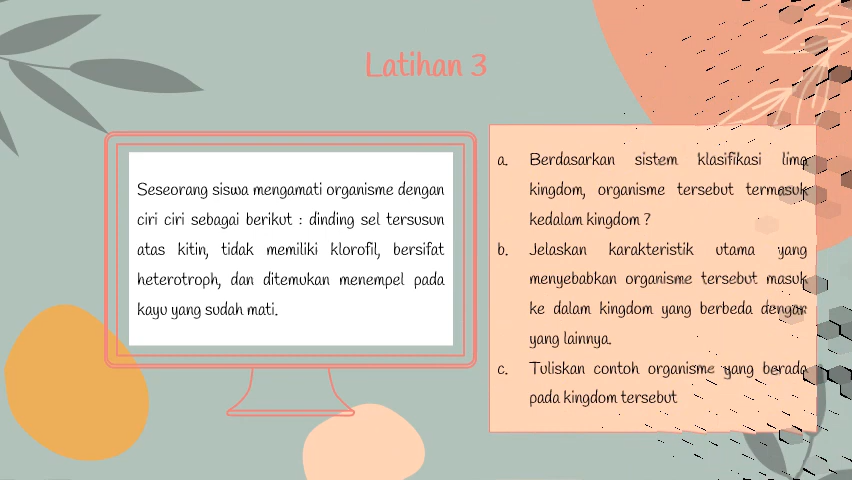 Latihan 3
Seseorang siswa mengamati organisme dengan
ciri ciri sebagai berikut : dinding sel tersusun
atas kitin, tidak memiliki klorofil, bersifat
heterotroph, dan ditemukan menempel pada
kayu yang sudah mati.
a. Berdasarkan sistem klasifikasi lima
kingdom, organisme tersebut termasuk
kedalam kingdom ?
b. Jelaskan karakteristik utama yang
menyebabkan organisme tersebut masuk
ke dalam kingdom yang berbeda dengan
yang lainnya.
c. Tuliskan contoh organisme yang berada
pada kingdom tersebut